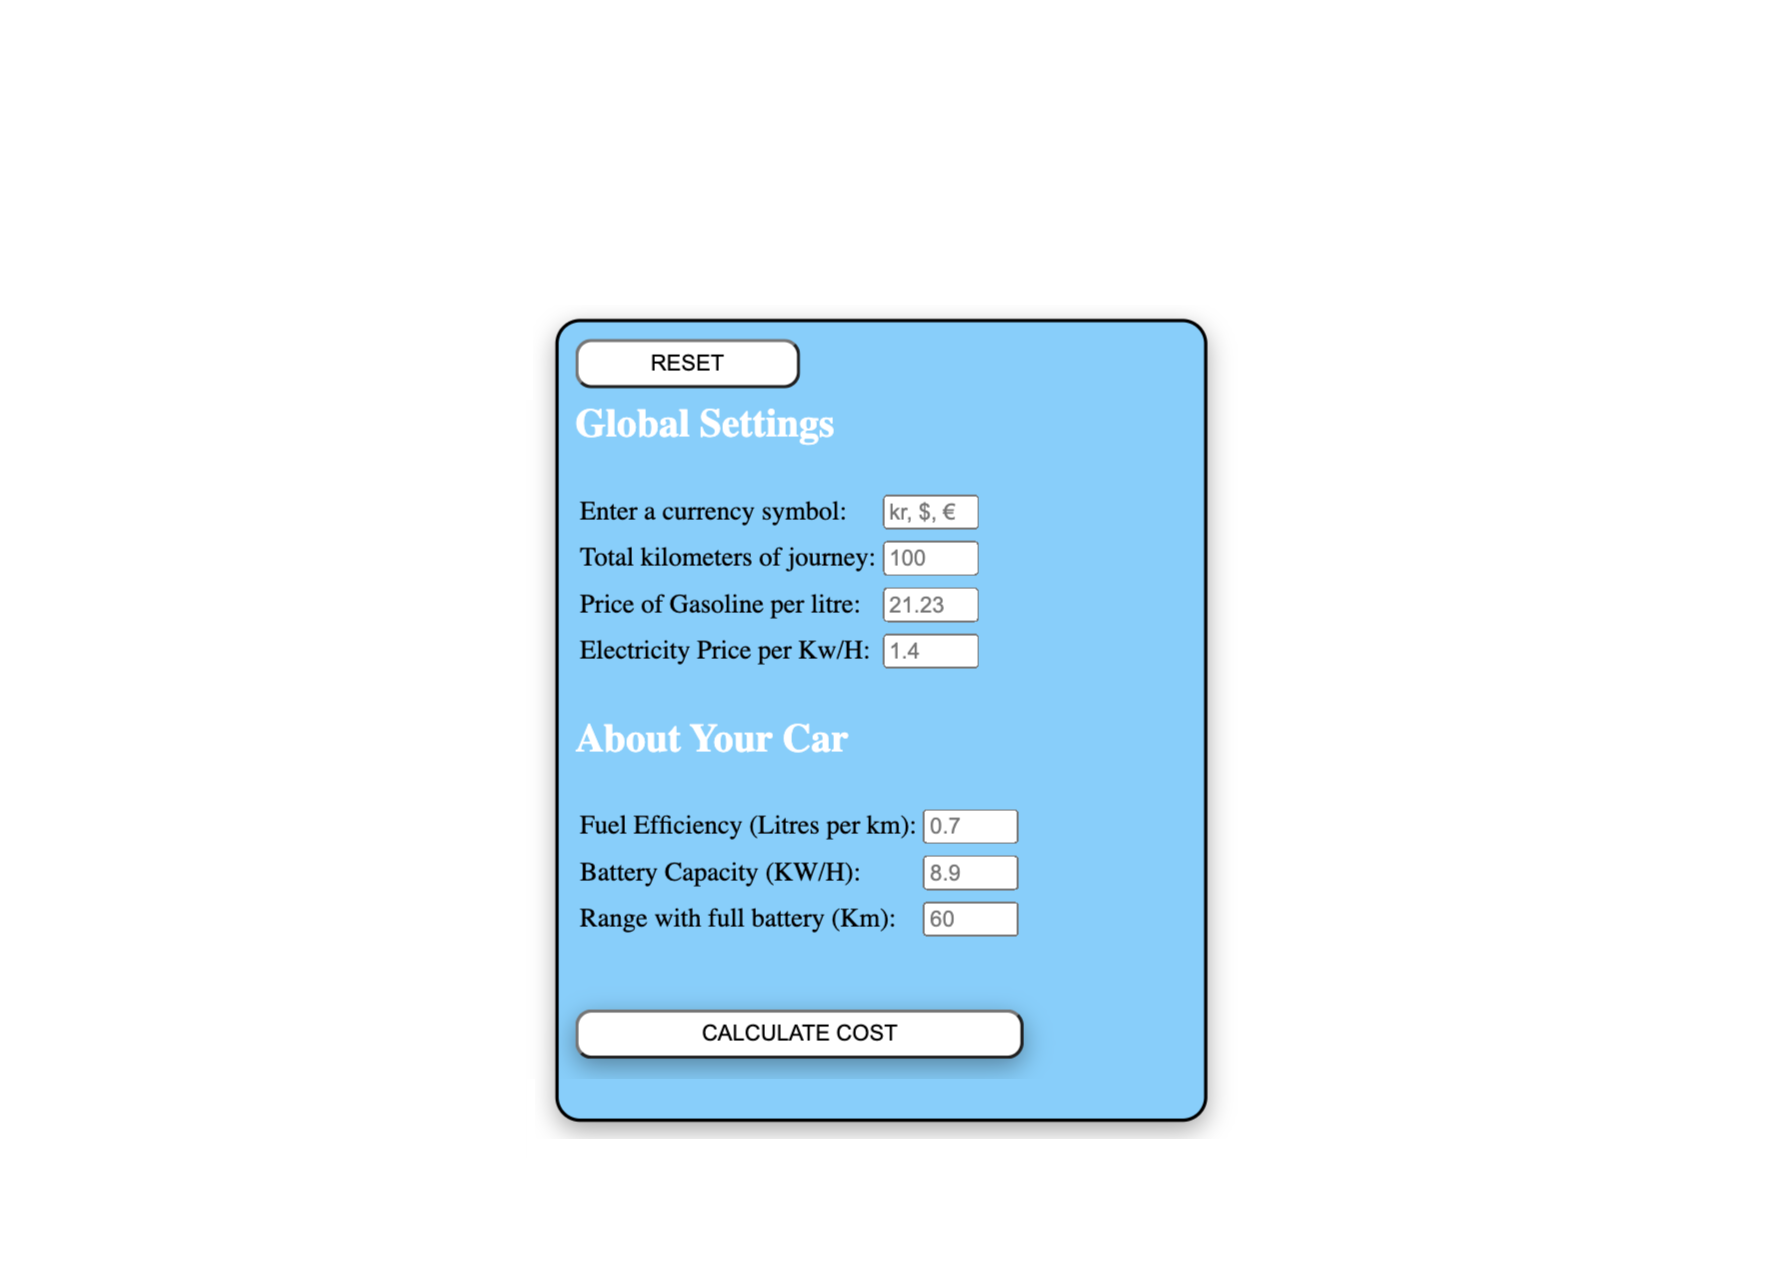 RESET
Global Settings
Enter a currency symbol: kr, $, €
Total kilometers of journey: 100
Price of Gasoline per litre: 21.23
Electricity Price per Kw/H: 1.4
About Your Car
Fuel Efficiency (Litres per km): 0.7
Battery Capacity (KW/H): 8.9
Range with full battery (Km): 60
CALCULATE COST